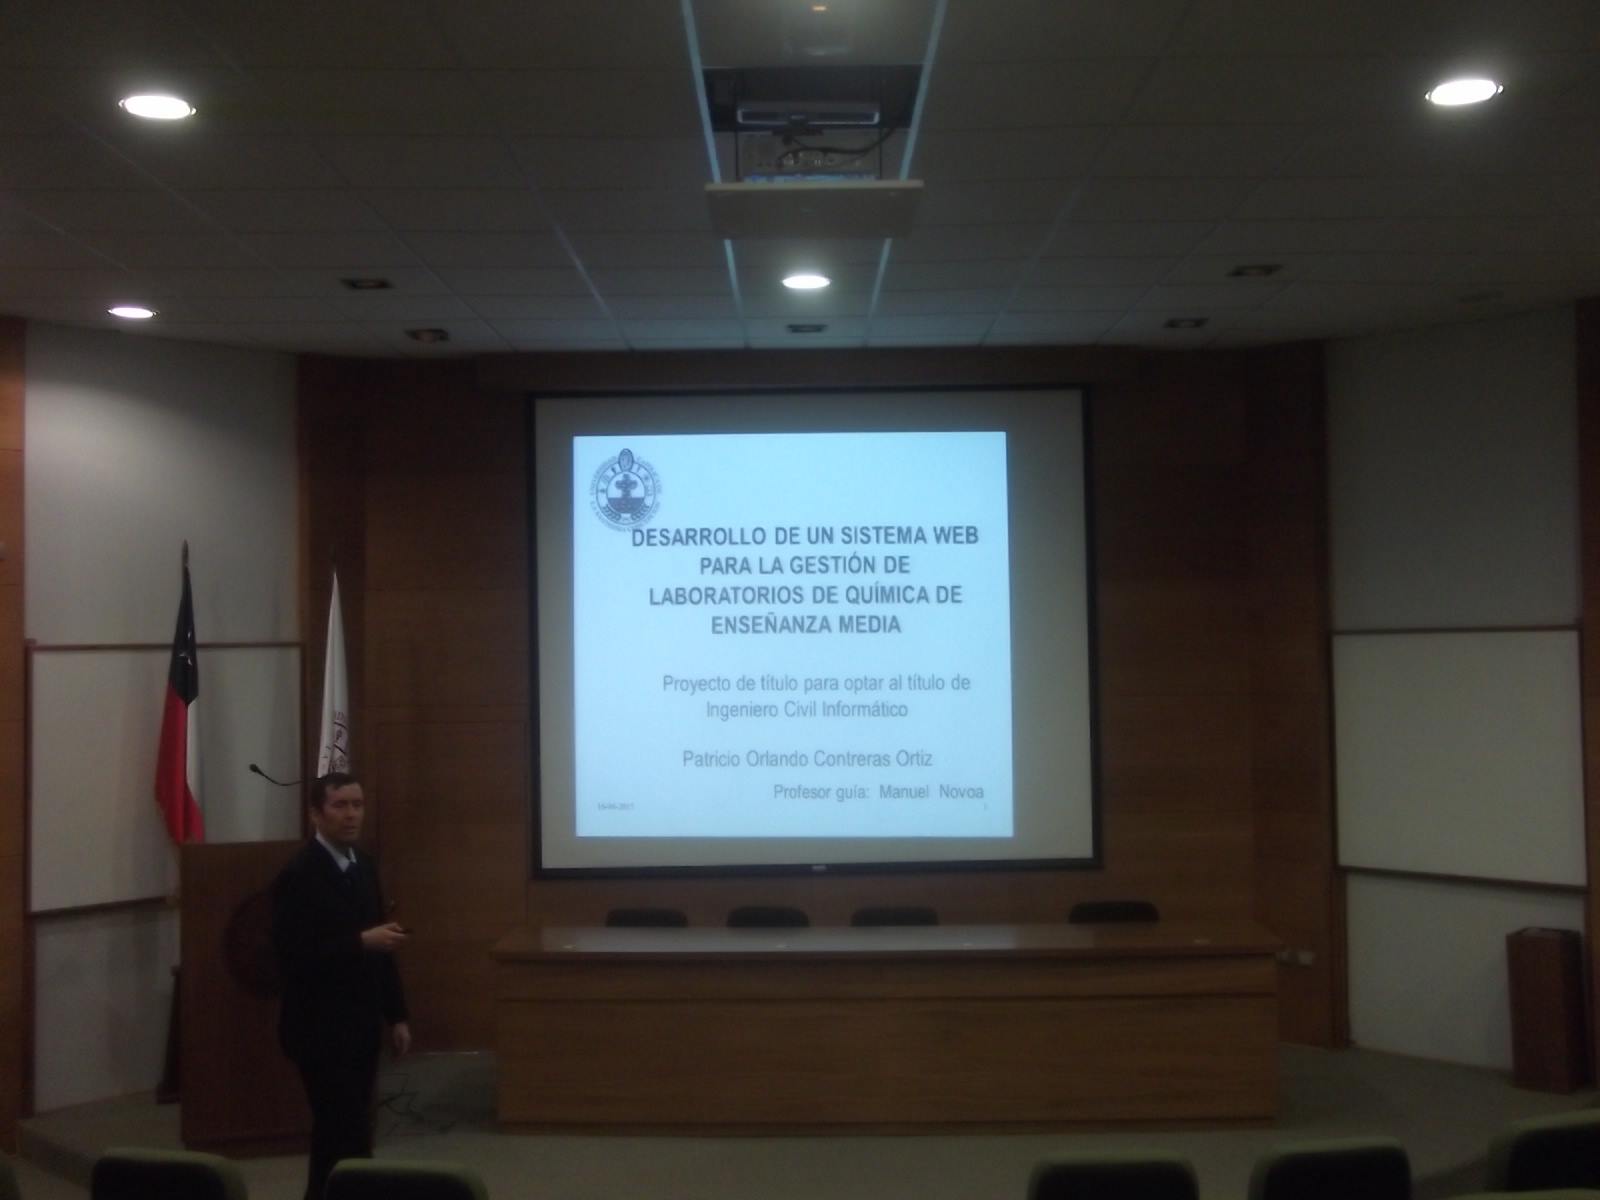 DESARROLLO DE UN SISTEMA WEB
PARA LA GESTIÓN DE
LABORATORIOS DE QUÍMICA DE
ENSEÑANZA MEDIA
Proyecto de título para optar al título de
Ingeniero Civil Informático
Patricio Orlando Contreras Ortiz
Profesor guía: Manuel Novoa
1